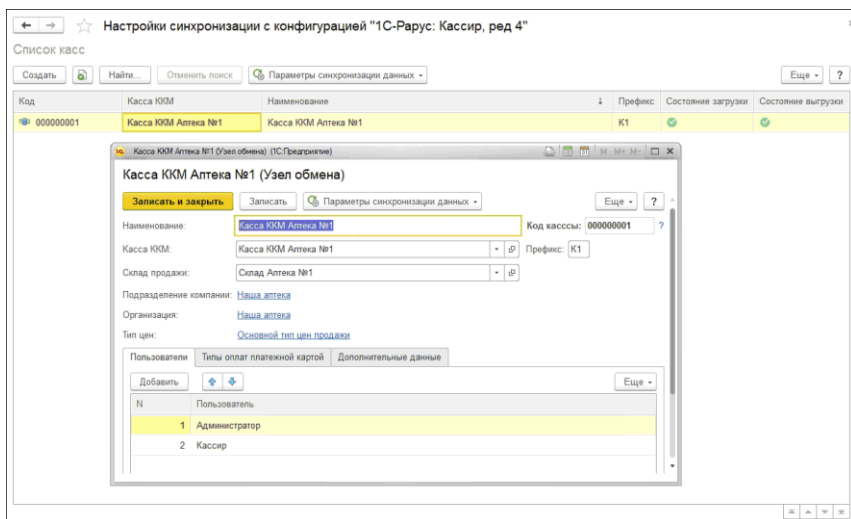 Настройки синхронизации с конфигурацией "1С-Рарус: Кассир, ред 4"
Список касс
Создать Найти... Отменить поиск Параметры синхронизации данных Еще ?
Код Касса ККМ Наименование Префикс Состояние загрузки Состояние выгрузки
000000001 Касса ККМ Аптека №1 Касса ККМ Аптека №1 К1
Касса ККМ Аптека №1 (Узел обмена) (1С:Предприятие) M M+ M-
Касса ККМ Аптека №1 (Узел обмена)
Записать и закрыть Записать Параметры синхронизации данных Еще ?
Наименование: Касса ККМ Аптека №1 Код касссы: 000000001 ?
Касса ККМ: Касса ККМ Аптека №1 Префикс: К1
Склад продажи: Склад Аптека №1
Подразделение компании: Наша аптека
Организация: Наша аптека
Тип цен: Основной тип цен продажи
Пользователи Типы оплат платежной картой Дополнительные данные
Добавить Еще
N Пользователь
1 Администратор
2 Кассир